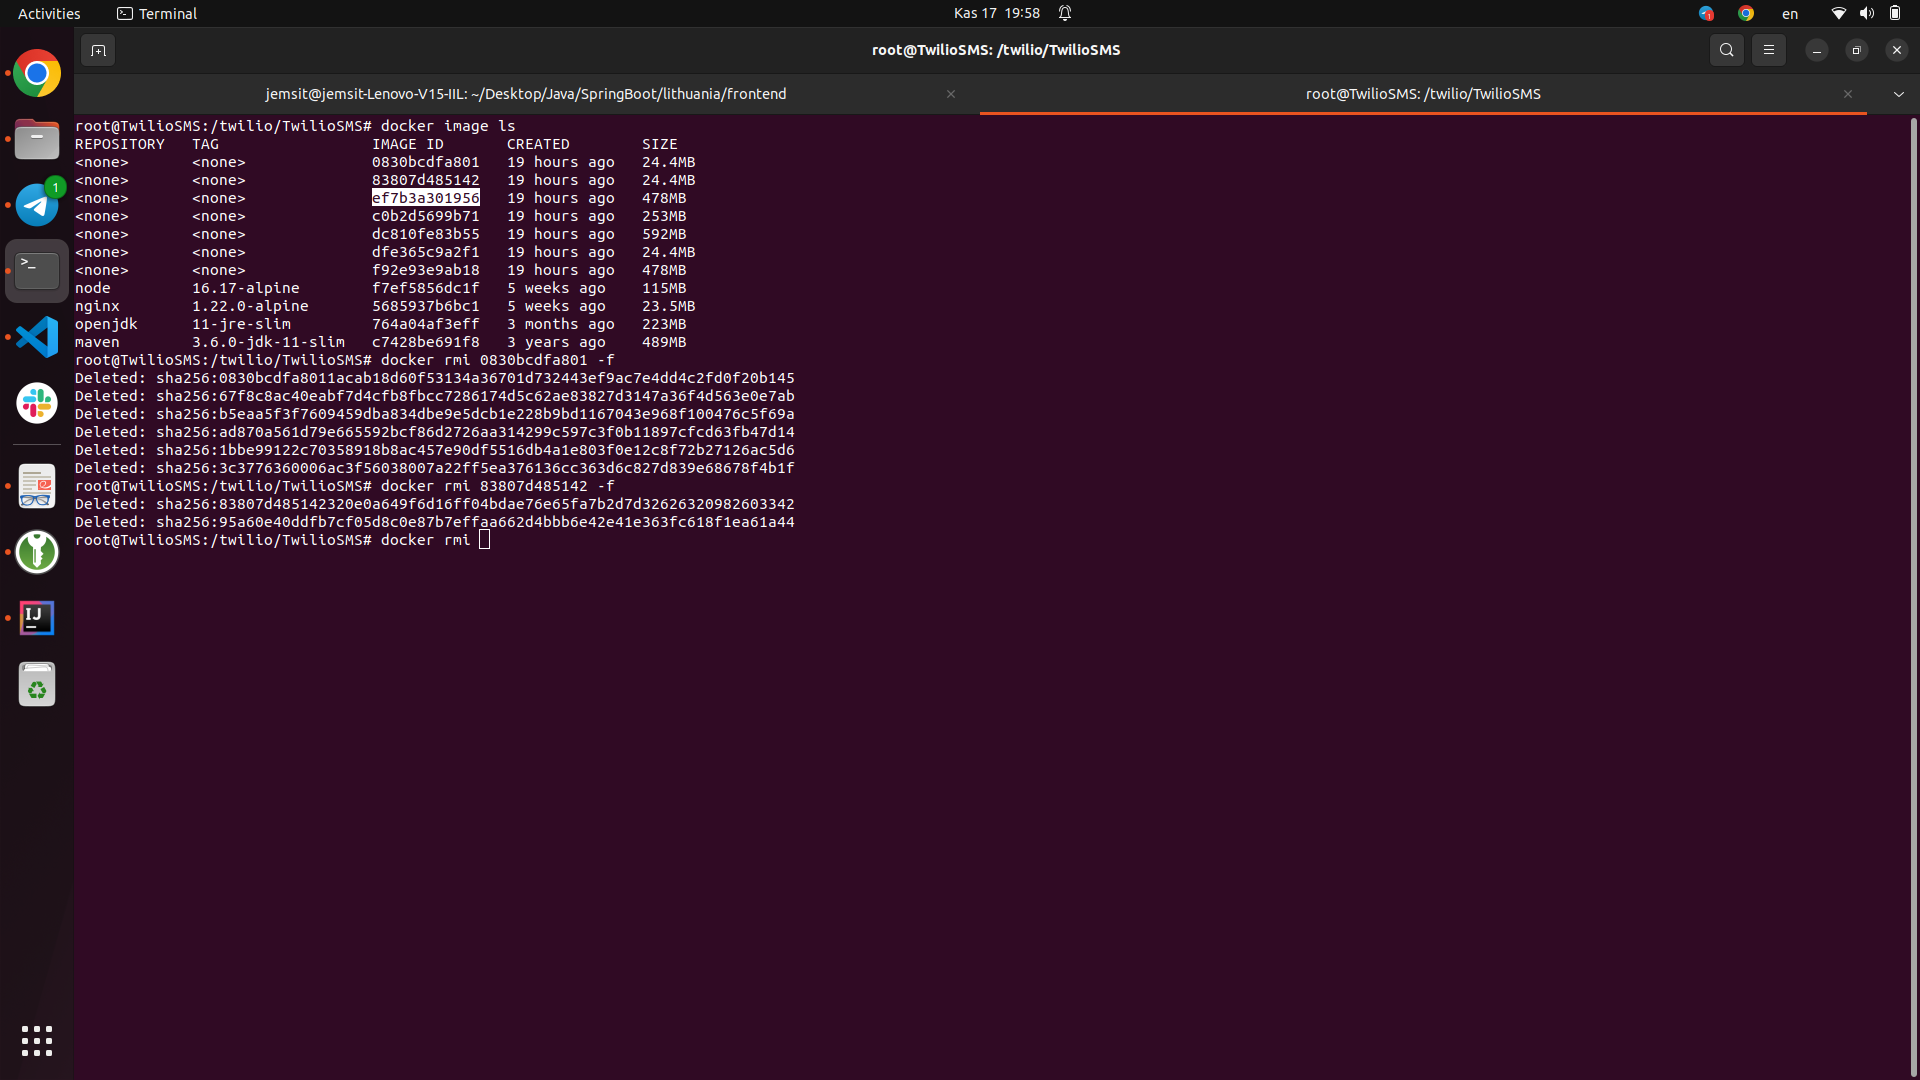 Activities
Terminal
Kas 17 19:58
en
root@TwilioSMS: /twilio/TwilioSMS
jemsit@jemsit-Lenovo-V15-IIL: ~/Desktop/Java/SpringBoot/lithuania/frontend
root@TwilioSMS: /twilio/TwilioSMS
root@TwilioSMS:/twilio/TwilioSMS# docker image ls
REPOSITORY   TAG                 IMAGE ID       CREATED        SIZE
<none>       <none>              0830bcdfa801   19 hours ago   24.4MB
<none>       <none>              83807d485142   19 hours ago   24.4MB
<none>       <none>              ef7b3a301956   19 hours ago   478MB
<none>       <none>              c0b2d5699b71   19 hours ago   253MB
<none>       <none>              dc810fe83b55   19 hours ago   592MB
<none>       <none>              dfe365c9a2f1   19 hours ago   24.4MB
<none>       <none>              f92e93e9ab18   19 hours ago   478MB
node         16.17-alpine        f7ef5856dc1f   5 weeks ago    115MB
nginx        1.22.0-alpine       5685937b6bc1   5 weeks ago    23.5MB
openjdk      11-jre-slim         764a04af3eff   3 months ago   223MB
maven        3.6.0-jdk-11-slim   c7428be691f8   3 years ago    489MB
root@TwilioSMS:/twilio/TwilioSMS# docker rmi 0830bcdfa801 -f
Deleted: sha256:0830bcdfa8011acab18d60f53134a36701d732443ef9ac7e4dd4c2fd0f20b145
Deleted: sha256:67f8c8ac40eabf7d4cfb8fbcc7286174d5c62ae83827d3147a36f4d563e0e7ab
Deleted: sha256:b5eaa5f3f7609459dba834dbe9e5dcb1e228b9bd1167043e968f100476c5f69a
Deleted: sha256:ad870a561d79e665592bcf86d2726aa314299c597c3f0b11897cfcd63fb47d14
Deleted: sha256:1bbe99122c70358918b8ac457e90df5516db4a1e803f0e12c8f72b27126ac5d6
Deleted: sha256:3c3776360006ac3f56038007a22ff5ea376136cc363d6c827d839e68678f4b1f
root@TwilioSMS:/twilio/TwilioSMS# docker rmi 83807d485142 -f
Deleted: sha256:83807d485142320e0a649f6d16ff04bdae76e65fa7b2d7d32626320982603342
Deleted: sha256:95a60e40ddfb7cf05d8c0e87b7effaa662d4bbb6e42e41e363fc618f1ea61a44
root@TwilioSMS:/twilio/TwilioSMS# docker rmi
1
>_
IJ